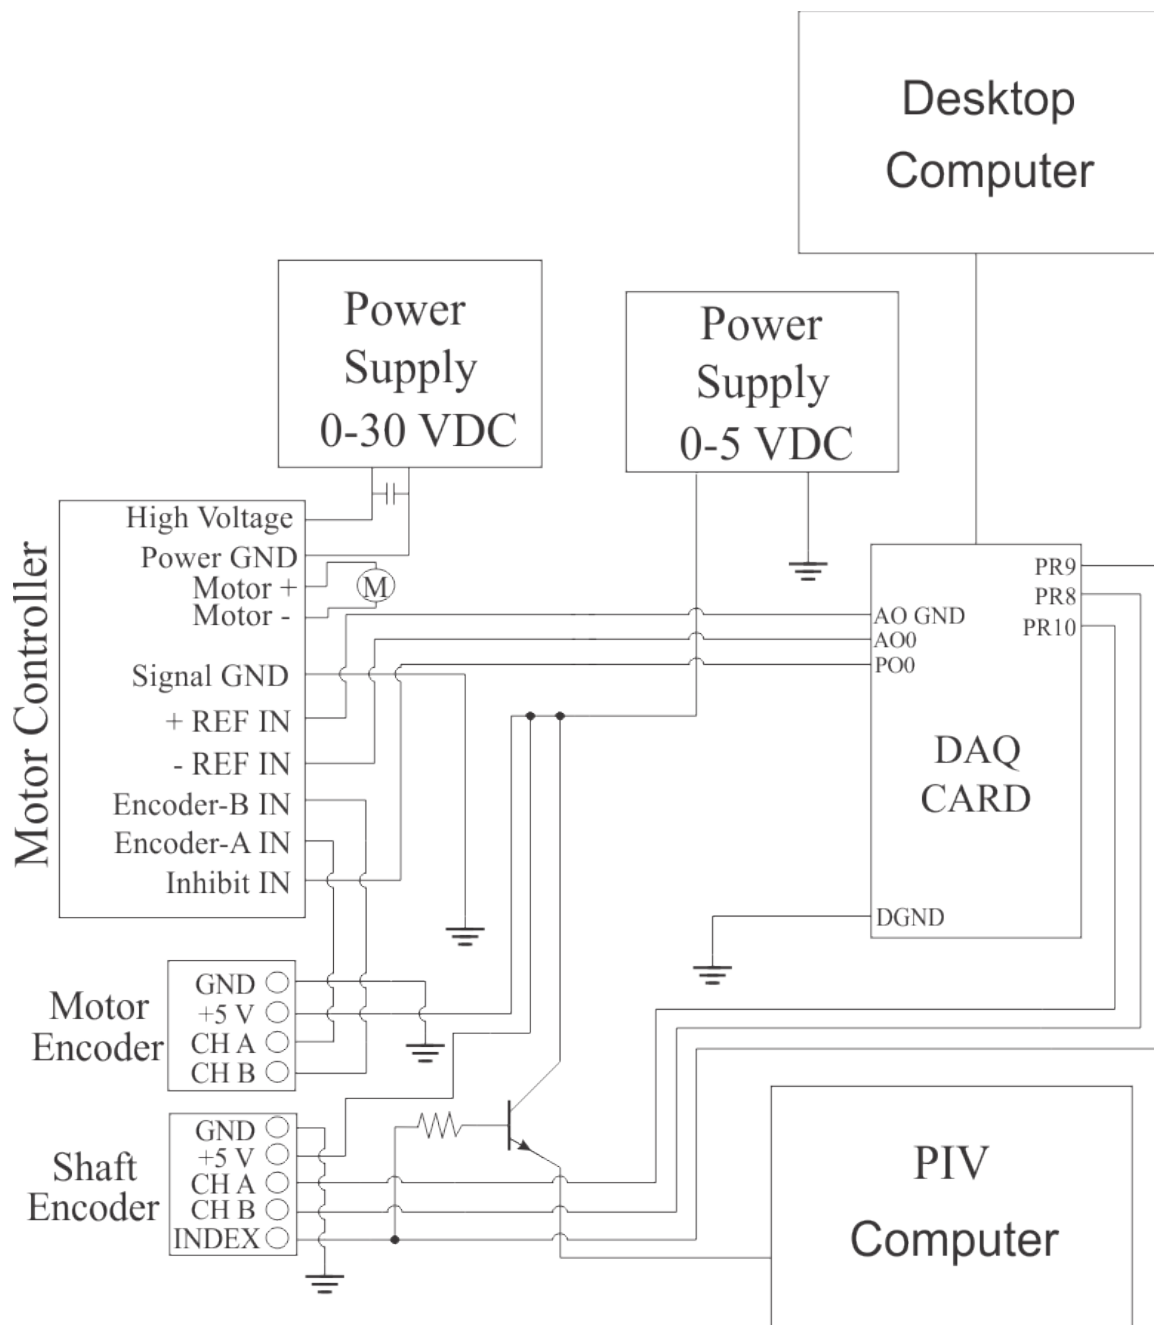 Desktop
Computer
Power
Supply
0-30 VDC
Power
Supply
0-5 VDC
Motor Controller
High Voltage
Power GND
Motor +
Motor -
Signal GND
+ REF IN
- REF IN
Encoder-B IN
Encoder-A IN
Inhibit IN
M
PR9
PR8
PR10
AO GND
AO0
PO0
DAQ
CARD
DGND
Motor
Encoder
GND
+5 V
CH A
CH B
Shaft
Encoder
GND
+5 V
CH A
CH B
INDEX
PIV
Computer